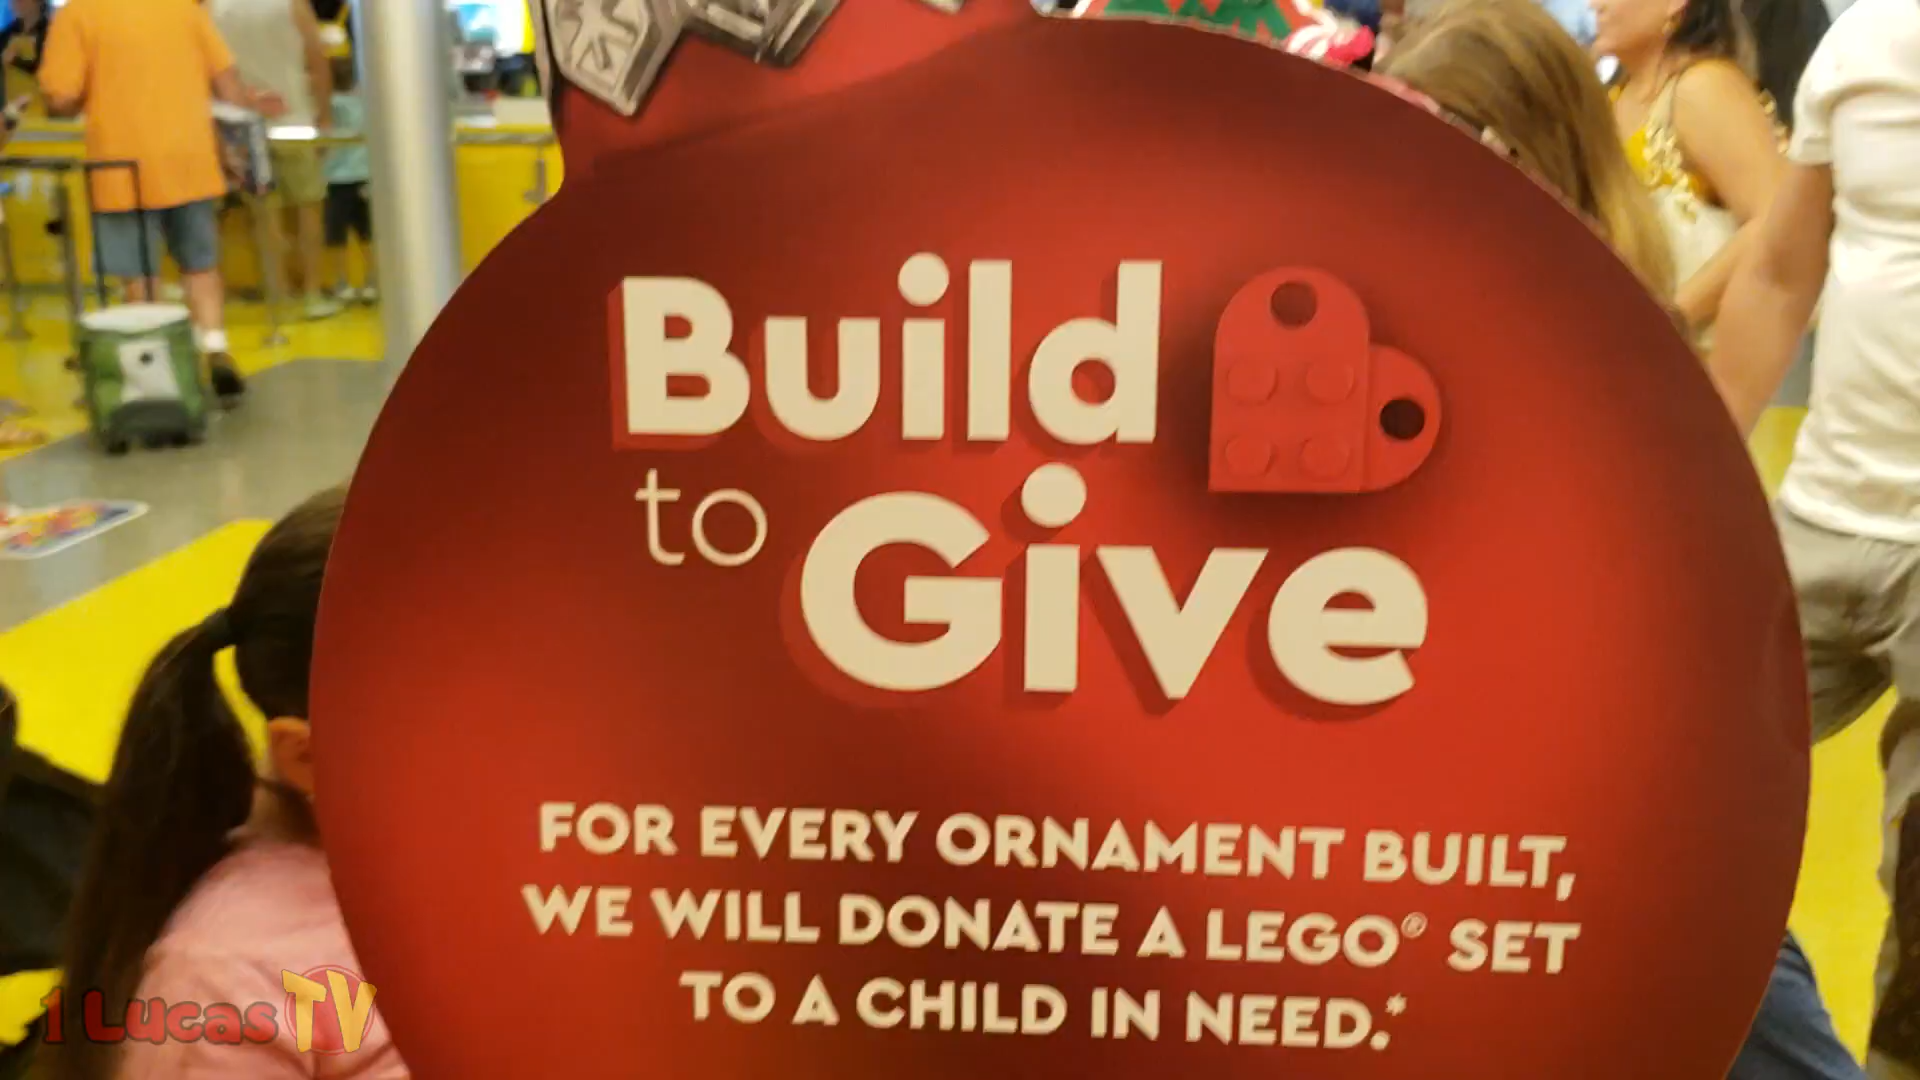 Build
to Give
FOR EVERY ORNAMENT BUILT,
WE WILL DONATE A LEGO® SET
TO A CHILD IN NEED.*
1 Lucas TV